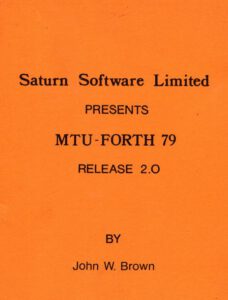 Saturn Software Limited
PRESENTS
MTU-FORTH 79
RELEASE 2.0
BY
John W. Brown